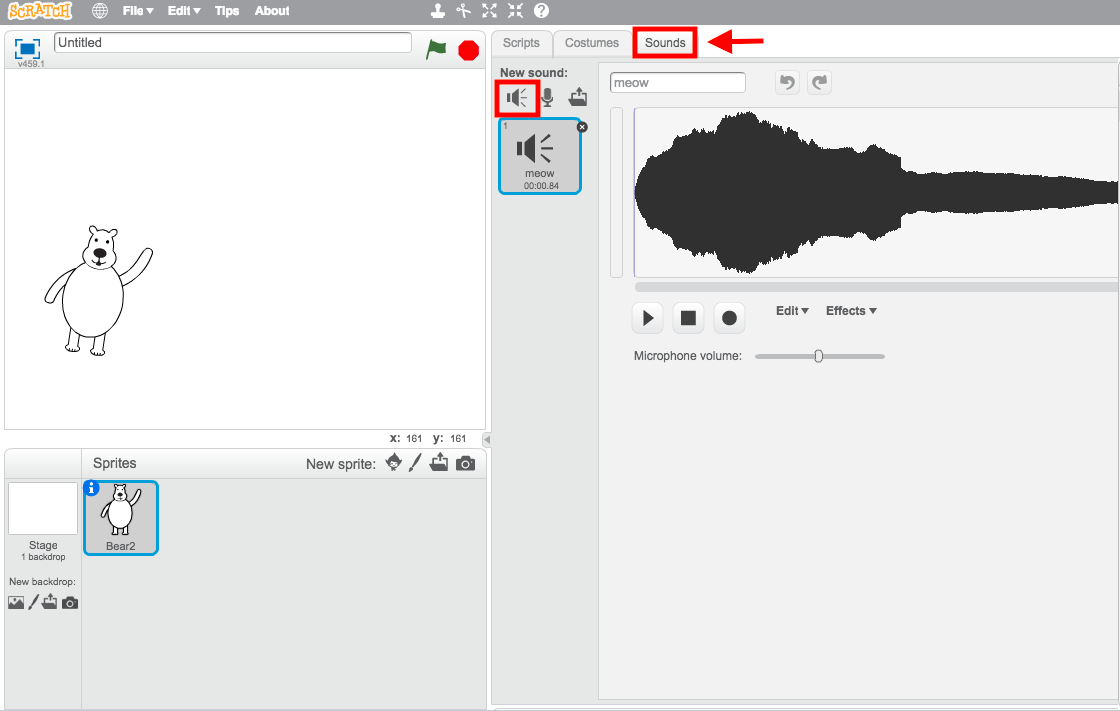 SCRATCH
File Edit Tips About
Untitled
v459.1
Scripts Costumes Sounds
New sound:
meow
1
meow
00:00.84
Edit Effects
Microphone volume:
x: 161 y: 161
Sprites New sprite:
Stage
1 backdrop
Bear2
New backdrop: